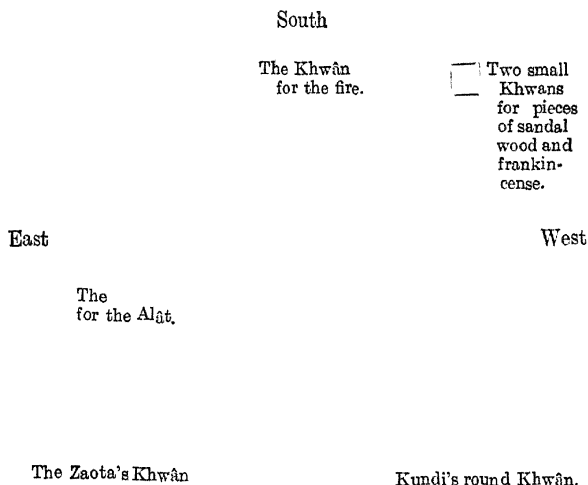 South
The Khwân
for the fire.
Two small
Khwans
for pieces
of sandal
wood and
frankin-
cense.
East
West
The
for the Alât.
The Zaota's Khwân
Kundi's round Khwân.